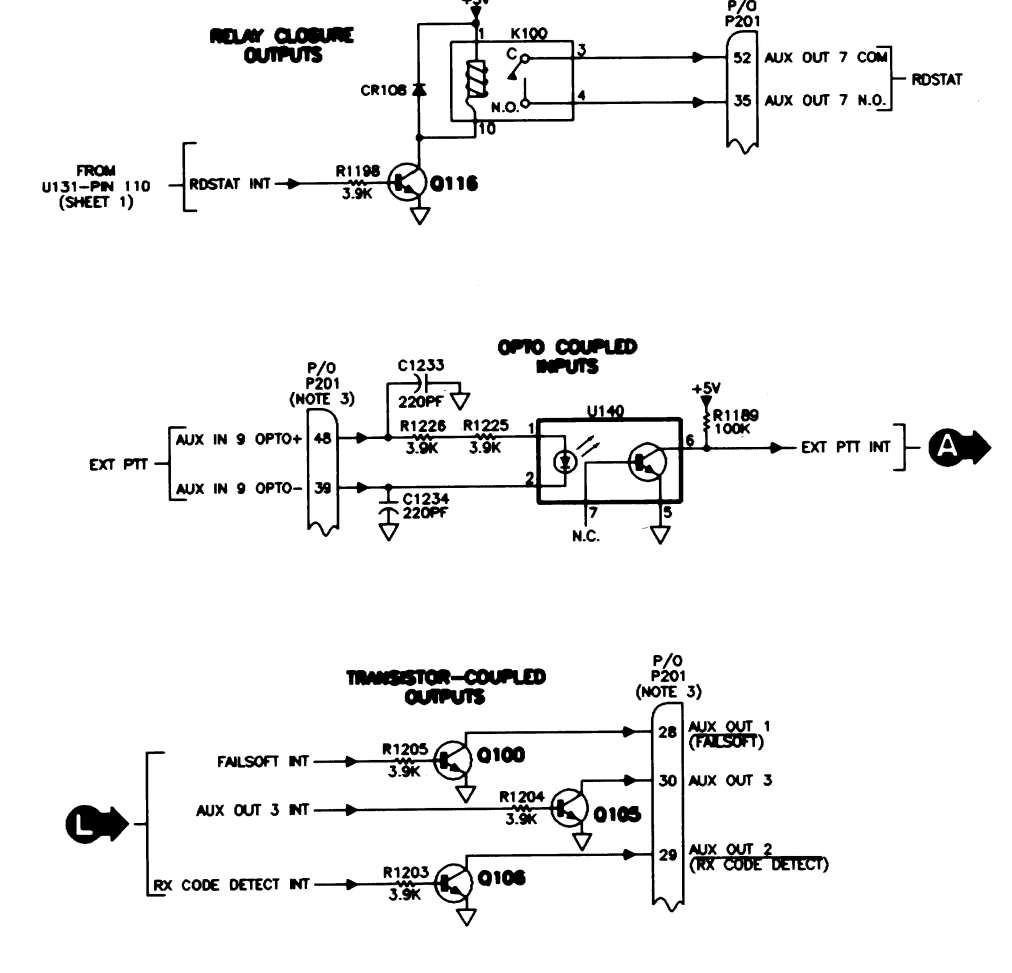 +5V
P/O
P201
RELAY CLOSURE
OUTPUTS
1
K100
C
3
52
AUX OUT 7 COM
RDSTAT
CR108
N.O.
4
35
AUX OUT 7 N.O.
10
FROM
U131-PIN 110
(SHEET 1)
RDSTAT INT
R1198
3.9K
Q116
OPTO COUPLED
INPUTS
P/O
P201
(NOTE 3)
C1233
220PF
+5V
R1189
100K
U140
AUX IN 9 OPTO+
48
R1226
3.9K
R1225
3.9K
1
6
EXT PTT INT
A
EXT PTT
AUX IN 9 OPTO-
39
2
C1234
220PF
7
5
N.C.
TRANSISTOR-COUPLED
OUTPUTS
P/O
P201
(NOTE 3)
28
AUX OUT 1
(FAILSOFT)
FAILSOFT INT
R1205
3.9K
Q100
30
AUX OUT 3
AUX OUT 3 INT
R1204
3.9K
Q105
L
29
AUX OUT 2
(RX CODE DETECT)
RX CODE DETECT INT
R1203
3.9K
Q106